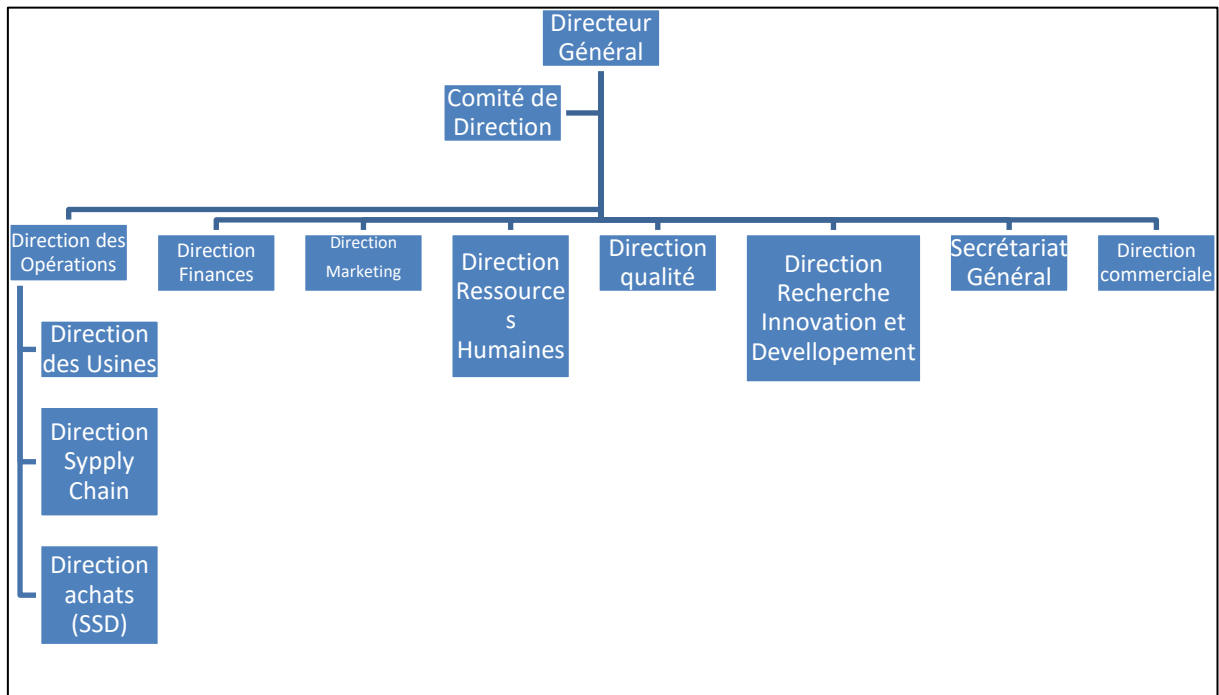 Directeur
Général
Comité de
Direction
Direction des
Opérations
Direction
Finances
Direction
Marketing
Direction
Ressource
s
Humaines
Direction
qualité
Direction
Recherche
Innovation et
Devellopement
Secrétariat
Général
Direction
commerciale
Direction
des Usines
Direction
Sypply
Chain
Direction
achats
(SSD)